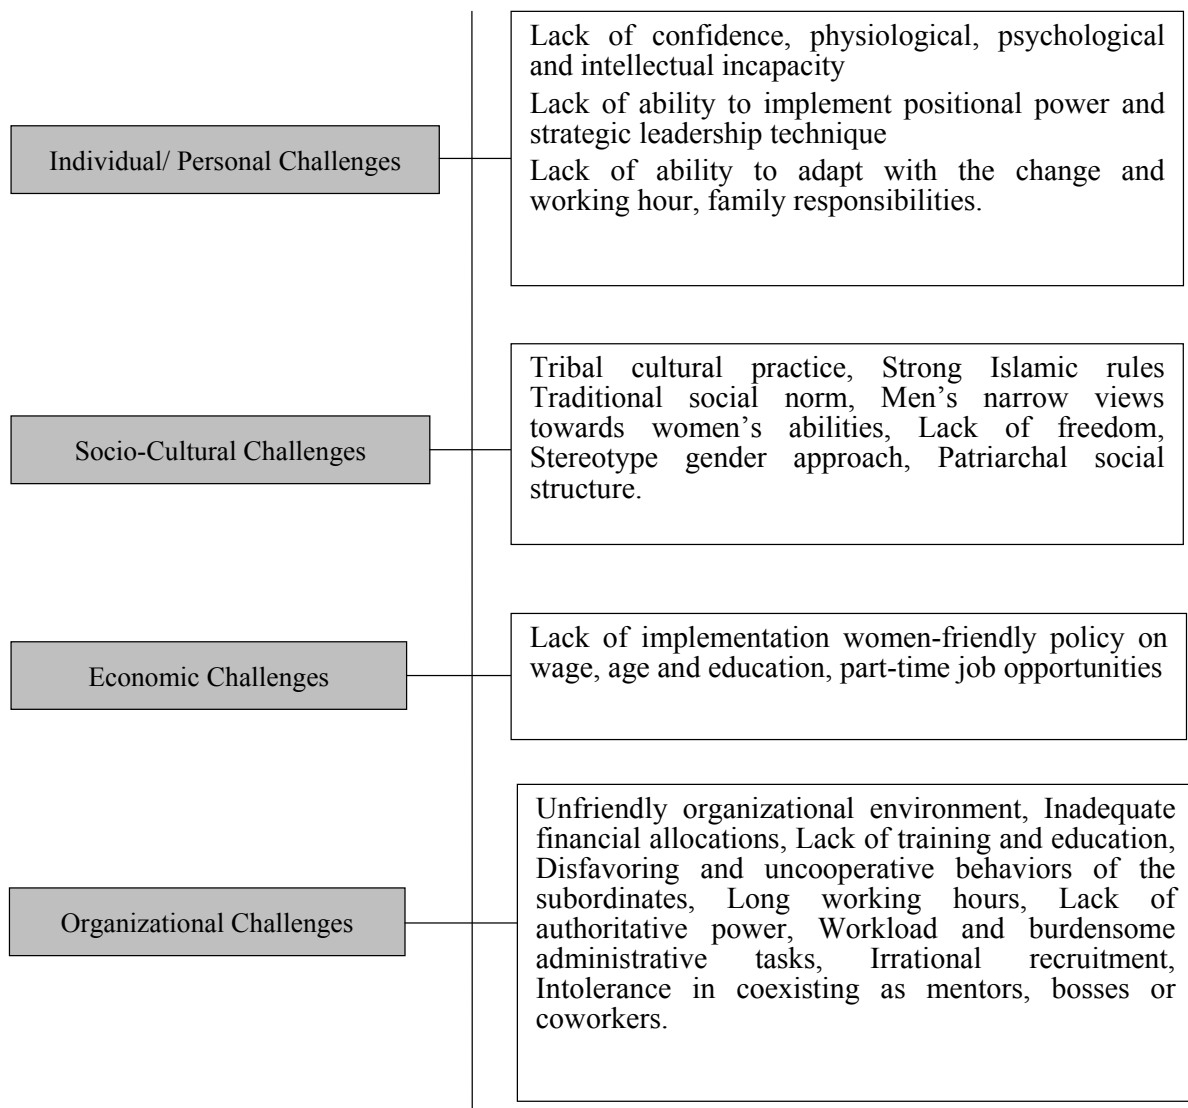 Individual/ Personal Challenges
Lack of confidence, physiological, psychological
and intellectual incapacity
Lack of ability to implement positional power and
strategic leadership technique
Lack of ability to adapt with the change and
working hour, family responsibilities.
Socio-Cultural Challenges
Tribal cultural practice, Strong Islamic rules
Traditional social norm, Men’s narrow views
towards women’s abilities, Lack of freedom,
Stereotype gender approach, Patriarchal social
structure.
Economic Challenges
Lack of implementation women-friendly policy on
wage, age and education, part-time job opportunities
Organizational Challenges
Unfriendly organizational environment, Inadequate
financial allocations, Lack of training and education,
Disfavoring and uncooperative behaviors of the
subordinates, Long working hours, Lack of
authoritative power, Workload and burdensome
administrative tasks, Irrational recruitment,
Intolerance in coexisting as mentors, bosses or
coworkers.